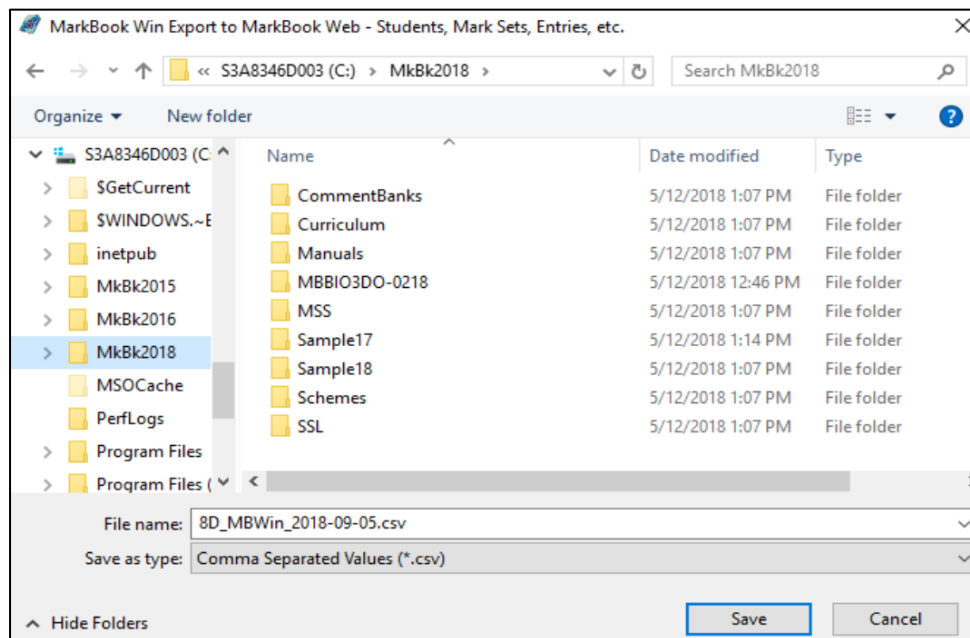 MarkBook Win Export to MarkBook Web - Students, Mark Sets, Entries, etc.
« S3A8346D003 (C:) > MkBk2018 >
Search MkBk2018
Organize
New folder
S3A8346D003 (C:
$GetCurrent
$WINDOWS.~E
inetpub
MkBk2015
MkBk2016
MkBk2018
MSOCache
PerfLogs
Program Files
Program Files (
Name Date modified Type
CommentBanks 5/12/2018 1:07 PM File folder
Curriculum 5/12/2018 1:07 PM File folder
Manuals 5/12/2018 1:07 PM File folder
MBBIO3DO-0218 5/12/2018 12:46 PM File folder
MSS 5/12/2018 1:07 PM File folder
Sample17 5/12/2018 1:14 PM File folder
Sample18 5/12/2018 1:07 PM File folder
Schemes 5/12/2018 1:07 PM File folder
SSL 5/12/2018 1:07 PM File folder
File name: 8D_MBWin_2018-09-05.csv
Save as type: Comma Separated Values (*.csv)
Hide Folders
Save
Cancel